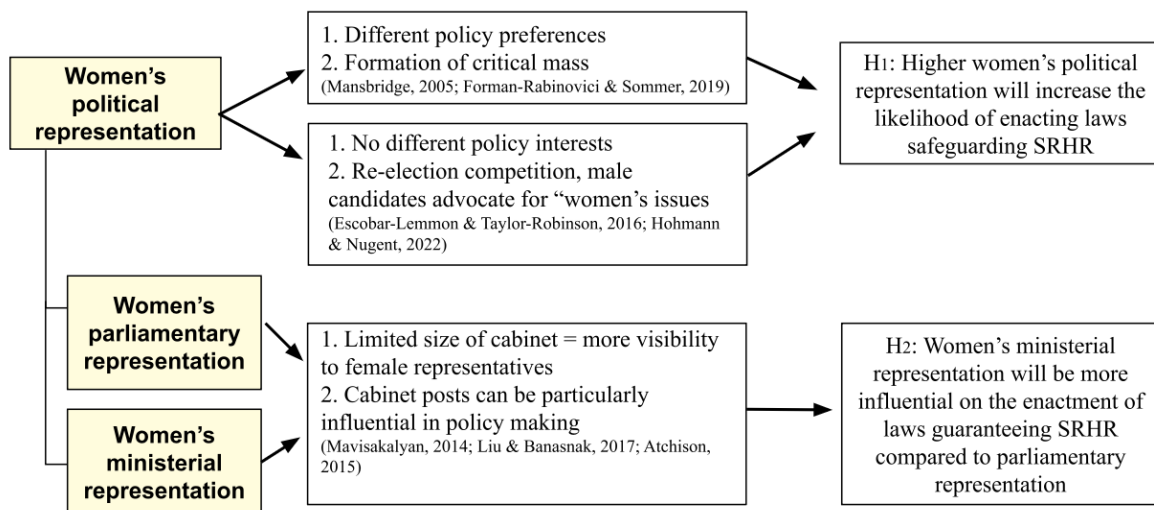 Women's
political
representation
1. Different policy preferences
2. Formation of critical mass
(Mansbridge, 2005; Forman-Rabinovici & Sommer, 2019)
1. No different policy interests
2. Re-election competition, male
candidates advocate for “women’s issues
(Escobar-Lemmon & Taylor-Robinson, 2016; Hohmann
& Nugent, 2022)
H1: Higher women’s political
representation will increase the
likelihood of enacting laws
safeguarding SRHR
Women’s
parliamentary
representation
Women’s
ministerial
representation
1. Limited size of cabinet = more visibility
to female representatives
2. Cabinet posts can be particularly
influential in policy making
(Mavisakalyan, 2014; Liu & Banasnak, 2017; Atchison,
2015)
H2: Women’s ministerial
representation will be more
influential on the enactment of
laws guaranteeing SRHR
compared to parliamentary
representation